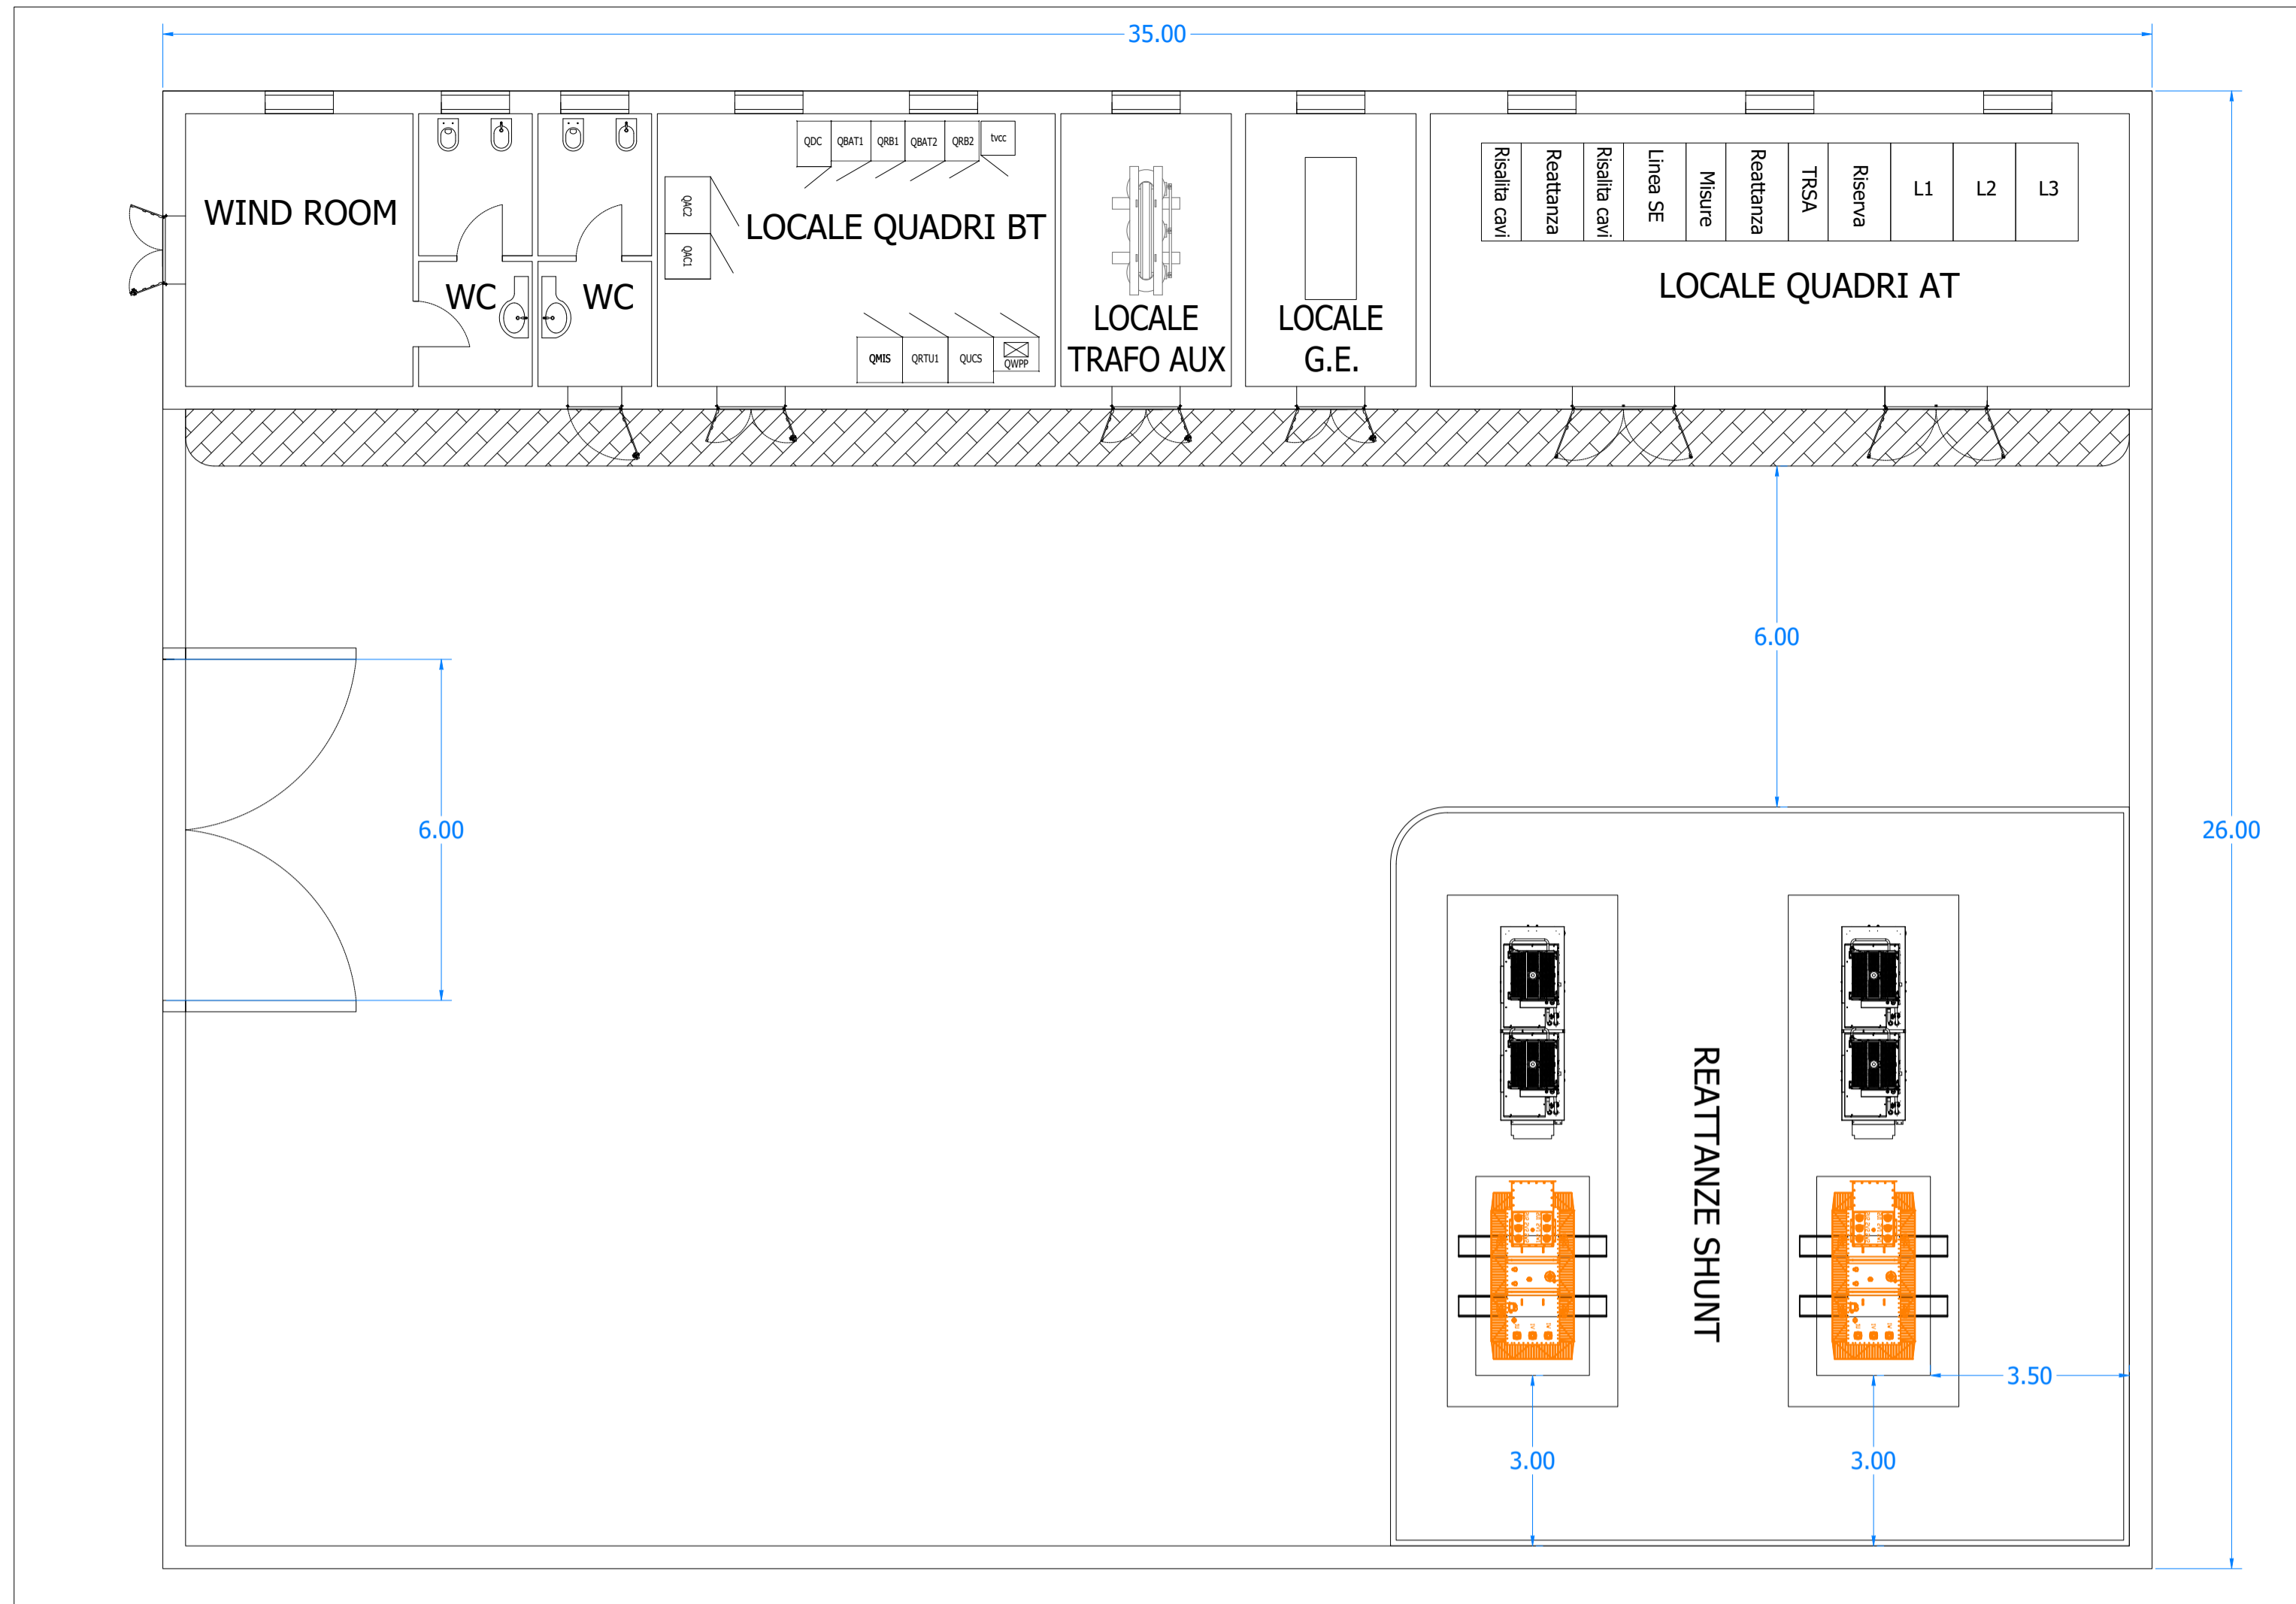 35.00
QDC
QBAT1
QRB1
QBAT2
QRB2
tvcc
Risalita cavi
Reattanza
Risalita cavi
Linea SE
Misure
Reattanza
TRSA
Riserva
L1
L2
L3
WIND ROOM
QAC2
QAC1
LOCALE QUADRI BT
WC
WC
LOCALE QUADRI AT
LOCALE
TRAFO AUX
LOCALE
G.E.
QMIS
QRTU1
QUCS
QWPP
6.00
6.00
26.00
REATTANZE SHUNT
3.50
3.00
3.00